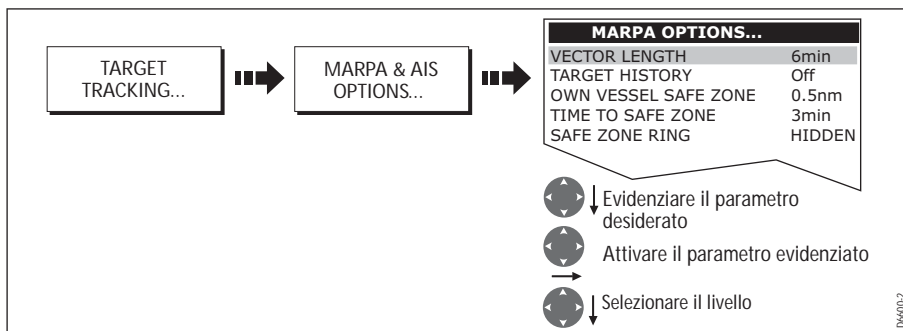 TARGET
TRACKING...
MARPA & AIS
OPTIONS...
MARPA OPTIONS...
VECTOR LENGTH 6min
TARGET HISTORY Off
OWN VESSEL SAFE ZONE 0.5nm
TIME TO SAFE ZONE 3min
SAFE ZONE RING HIDDEN
Evidenziare il parametro
desiderato
Attivare il parametro evidenziato
Selezionare il livello
D6600-2